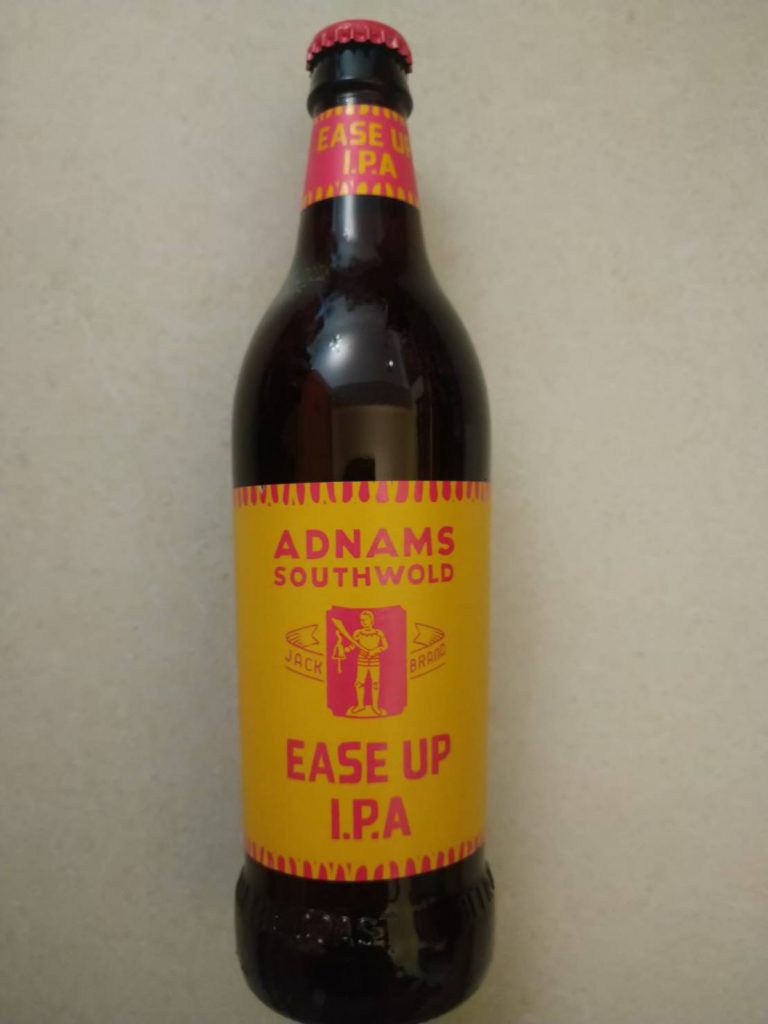 EASE UP
I.P.A
ADNAMS
SOUTHWOLD
JACK BRAND
EASE UP
I.P.A